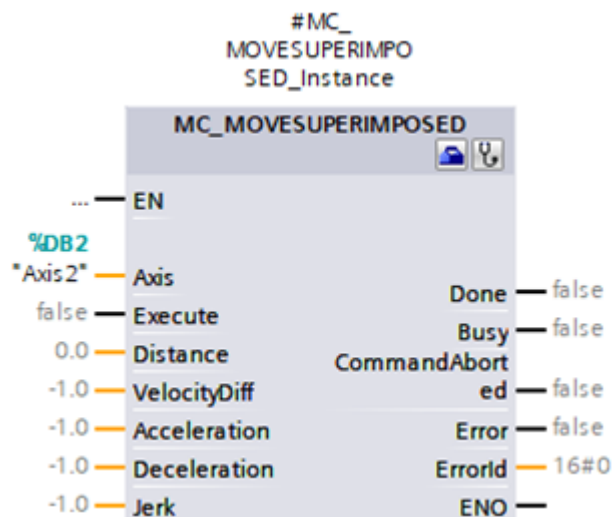 #MC_
MOVESUPERIMPO
SED_Instance
MC_MOVESUPERIMPOSED
... EN
%DB2
"Axis2" Axis
Done false
false Execute
Busy false
0.0 Distance
CommandAbort
ed false
-1.0 VelocityDiff
-1.0 Acceleration
Error false
-1.0 Deceleration
ErrorId 16#0
-1.0 Jerk
ENO